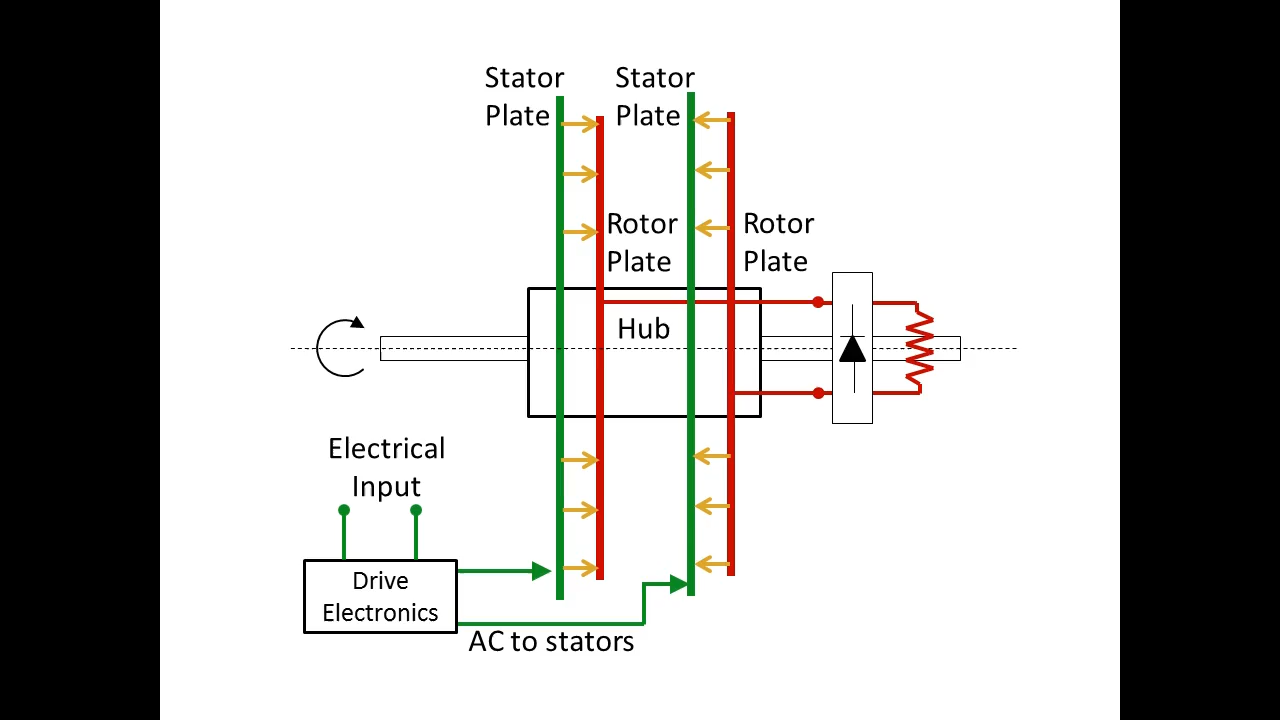 Stator
Plate
Stator
Plate
Rotor
Plate
Rotor
Plate
Hub
Electrical
Input
Drive
Electronics
AC to stators